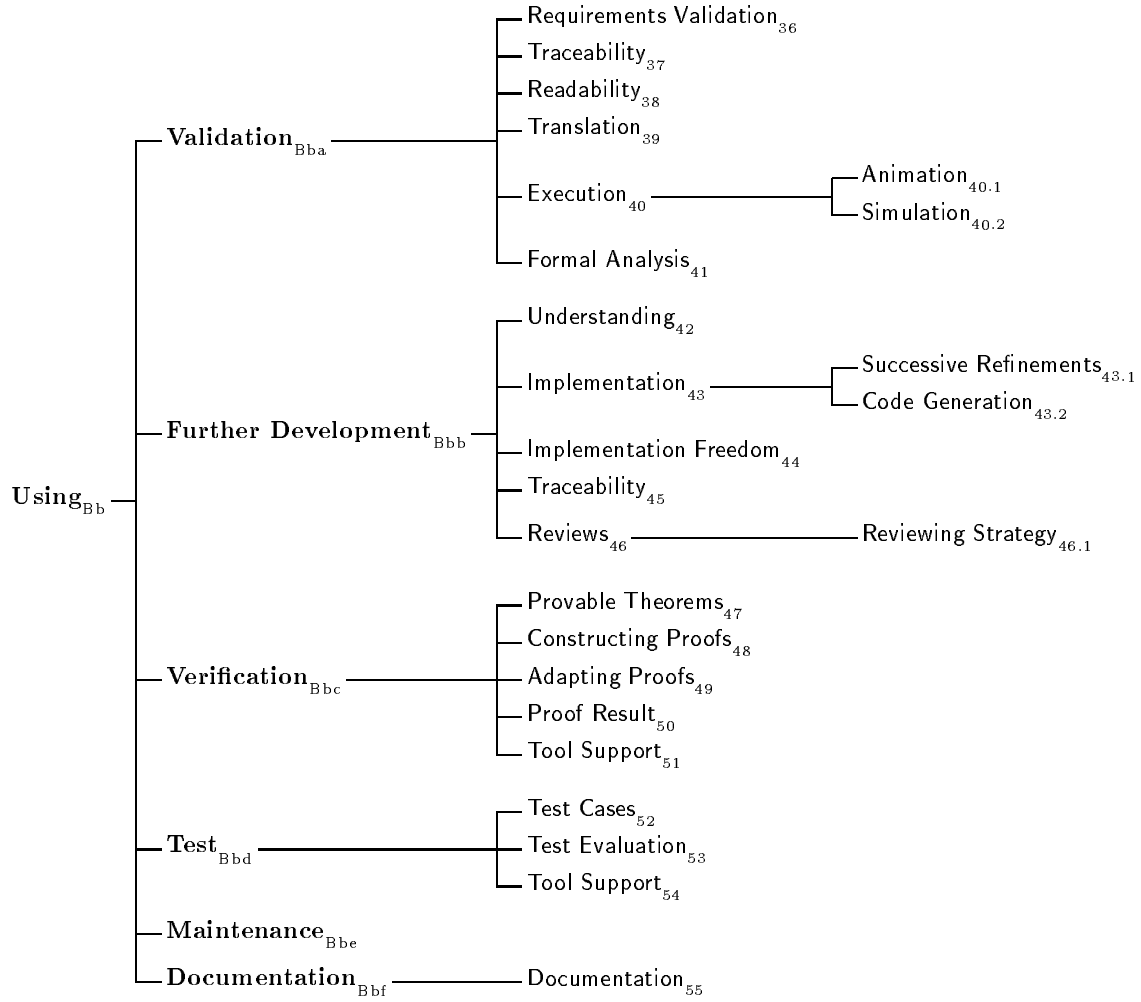 Requirements Validation36
Traceability37
Readability38
Translation39
Validation Bba
Animation40.1
Execution40
Simulation40.2
Formal Analysis41
Understanding42
Successive Refinements43.1
Implementation43
Code Generation43.2
Further Development Bbb
Implementation Freedom44
Traceability45
Using Bb
Reviews46
Reviewing Strategy46.1
Provable Theorems47
Constructing Proofs48
Verification Bbc
Adapting Proofs49
Proof Result50
Tool Support51
Test Cases52
Test Bbd
Test Evaluation53
Tool Support54
Maintenance Bbe
Documentation Bbf
Documentation55